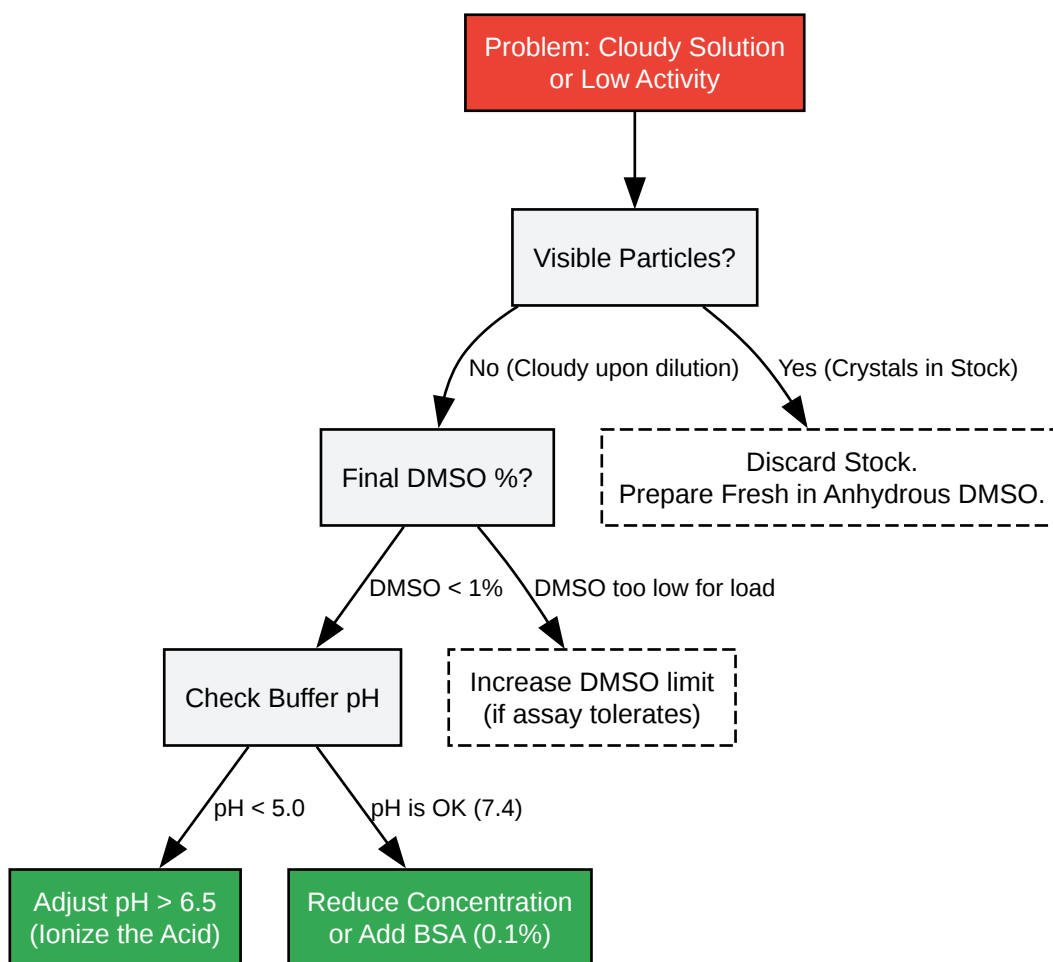 Problem: Cloudy Solution
or Low Activity
Visible Particles?
No (Cloudy upon dilution)
Yes (Crystals in Stock)
Final DMSO %?
Discard Stock.
Prepare Fresh in Anhydrous DMSO.
DMSO < 1%
DMSO too low for load
Check Buffer pH
Increase DMSO limit
(if assay tolerates)
pH < 5.0
pH is OK (7.4)
Adjust pH > 6.5
(Ionize the Acid)
Reduce Concentration
or Add BSA (0.1%)